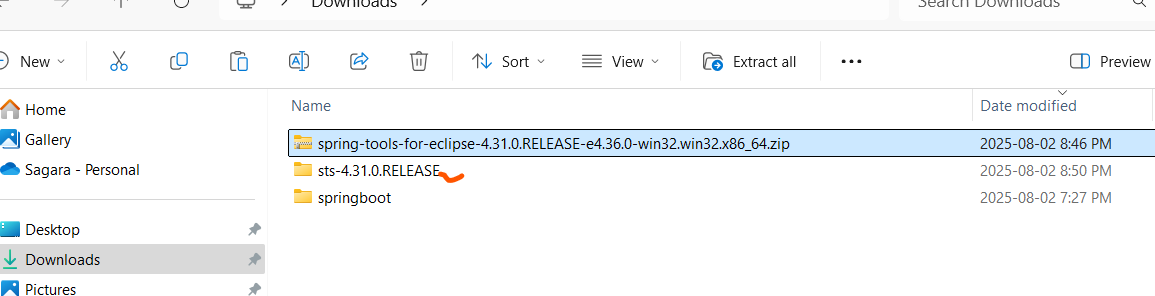 Downloads
Search Downloads
New
Sort
View
Extract all
Preview
Name
Date modified
Home
Gallery
Sagara - Personal
Desktop
Downloads
Pictures
spring-tools-for-eclipse-4.31.0.RELEASE-e4.36.0-win32.win32.x86_64.zip 2025-08-02 8:46 PM
sts-4.31.0.RELEASE 2025-08-02 8:50 PM
springboot 2025-08-02 7:27 PM